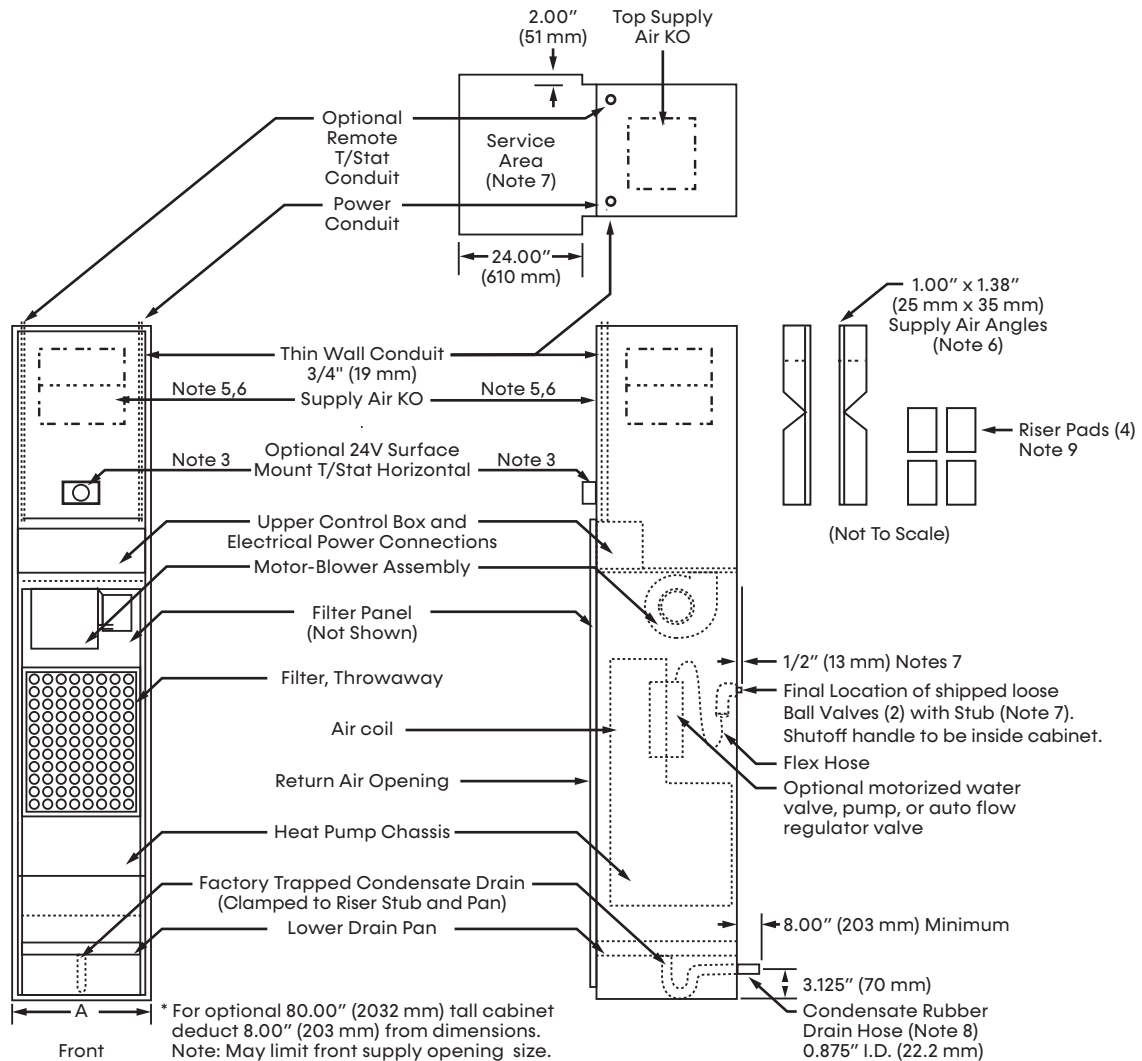 2.00”
(51 mm)
Top Supply
Air KO
Optional
Remote
T/Stat
Conduit
Service
Area
(Note 7)
Power
Conduit
24.00”
(610 mm)
1.00” x 1.38”
(25 mm x 35 mm)
Supply Air Angles
(Note 6)
Thin Wall Conduit
3/4" (19 mm)
Note 5,6
Supply Air KO
Note 5,6
Riser Pads (4)
Note 9
Note 3
Optional 24V Surface
Mount T/Stat Horizontal
Note 3
(Not To Scale)
Upper Control Box and
Electrical Power Connections
Motor-Blower Assembly
Filter Panel
(Not Shown)
1/2” (13 mm) Notes 7
Filter, Throwaway
Final Location of shipped loose
Ball Valves (2) with Stub (Note 7).
Shutoff handle to be inside cabinet.
Air coil
Flex Hose
Return Air Opening
Optional motorized water
valve, pump, or auto flow
regulator valve
Heat Pump Chassis
Factory Trapped Condensate Drain
(Clamped to Riser Stub and Pan)
Lower Drain Pan
8.00” (203 mm) Minimum
3.125” (70 mm)
Condensate Rubber
Drain Hose (Note 8)
0.875” I.D. (22.2 mm)
A
* For optional 80.00” (2032 mm) tall cabinet
deduct 8.00” (203 mm) from dimensions.
Note: May limit front supply opening size.
Front